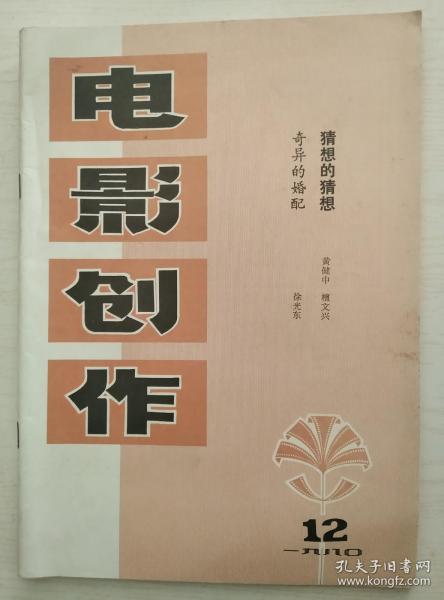 电影创作
猜想的猜想
黄健中 檀文兴
奇异的婚配
徐光东
12
一九八〇
孔夫子旧书网
www.kongfz.com